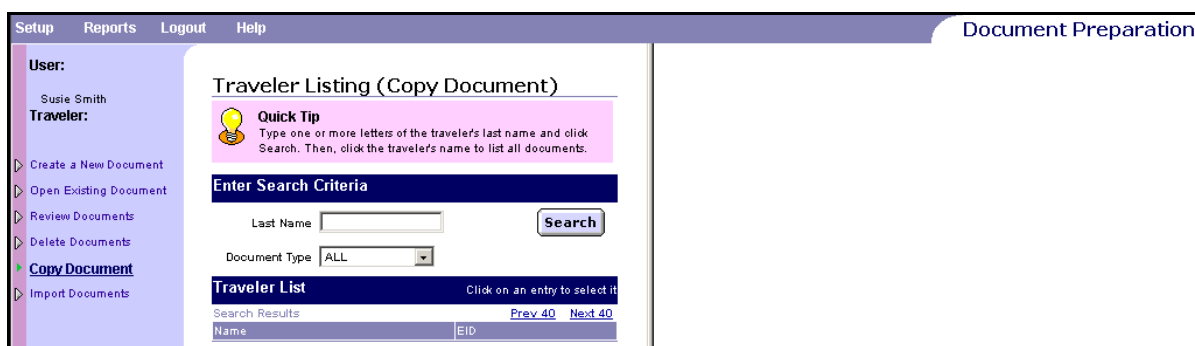 Setup Reports Logout Help
Document Preparation
User:
Susie Smith
Traveler:
Create a New Document
Open Existing Document
Review Documents
Delete Documents
Copy Document
Import Documents
Traveler Listing (Copy Document)
Quick Tip
Type one or more letters of the traveler's last name and click
Search. Then, click the traveler's name to list all documents.
Enter Search Criteria
Last Name Search
Document Type ALL
Traveler List Click on an entry to select it
Search Results Prev 40 Next 40
Name EID